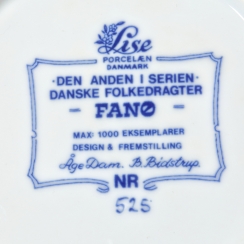 Lise
PORCELÆN
DANMARK
·DEN ANDEN I SERIEN·
DANSKE FOLKEDRAGTER
- FANØ -
MAX: 1000 EKSEMPLARER
DESIGN & FREMSTILLING
Åge Dam. B. Bidstrup.
NR
525